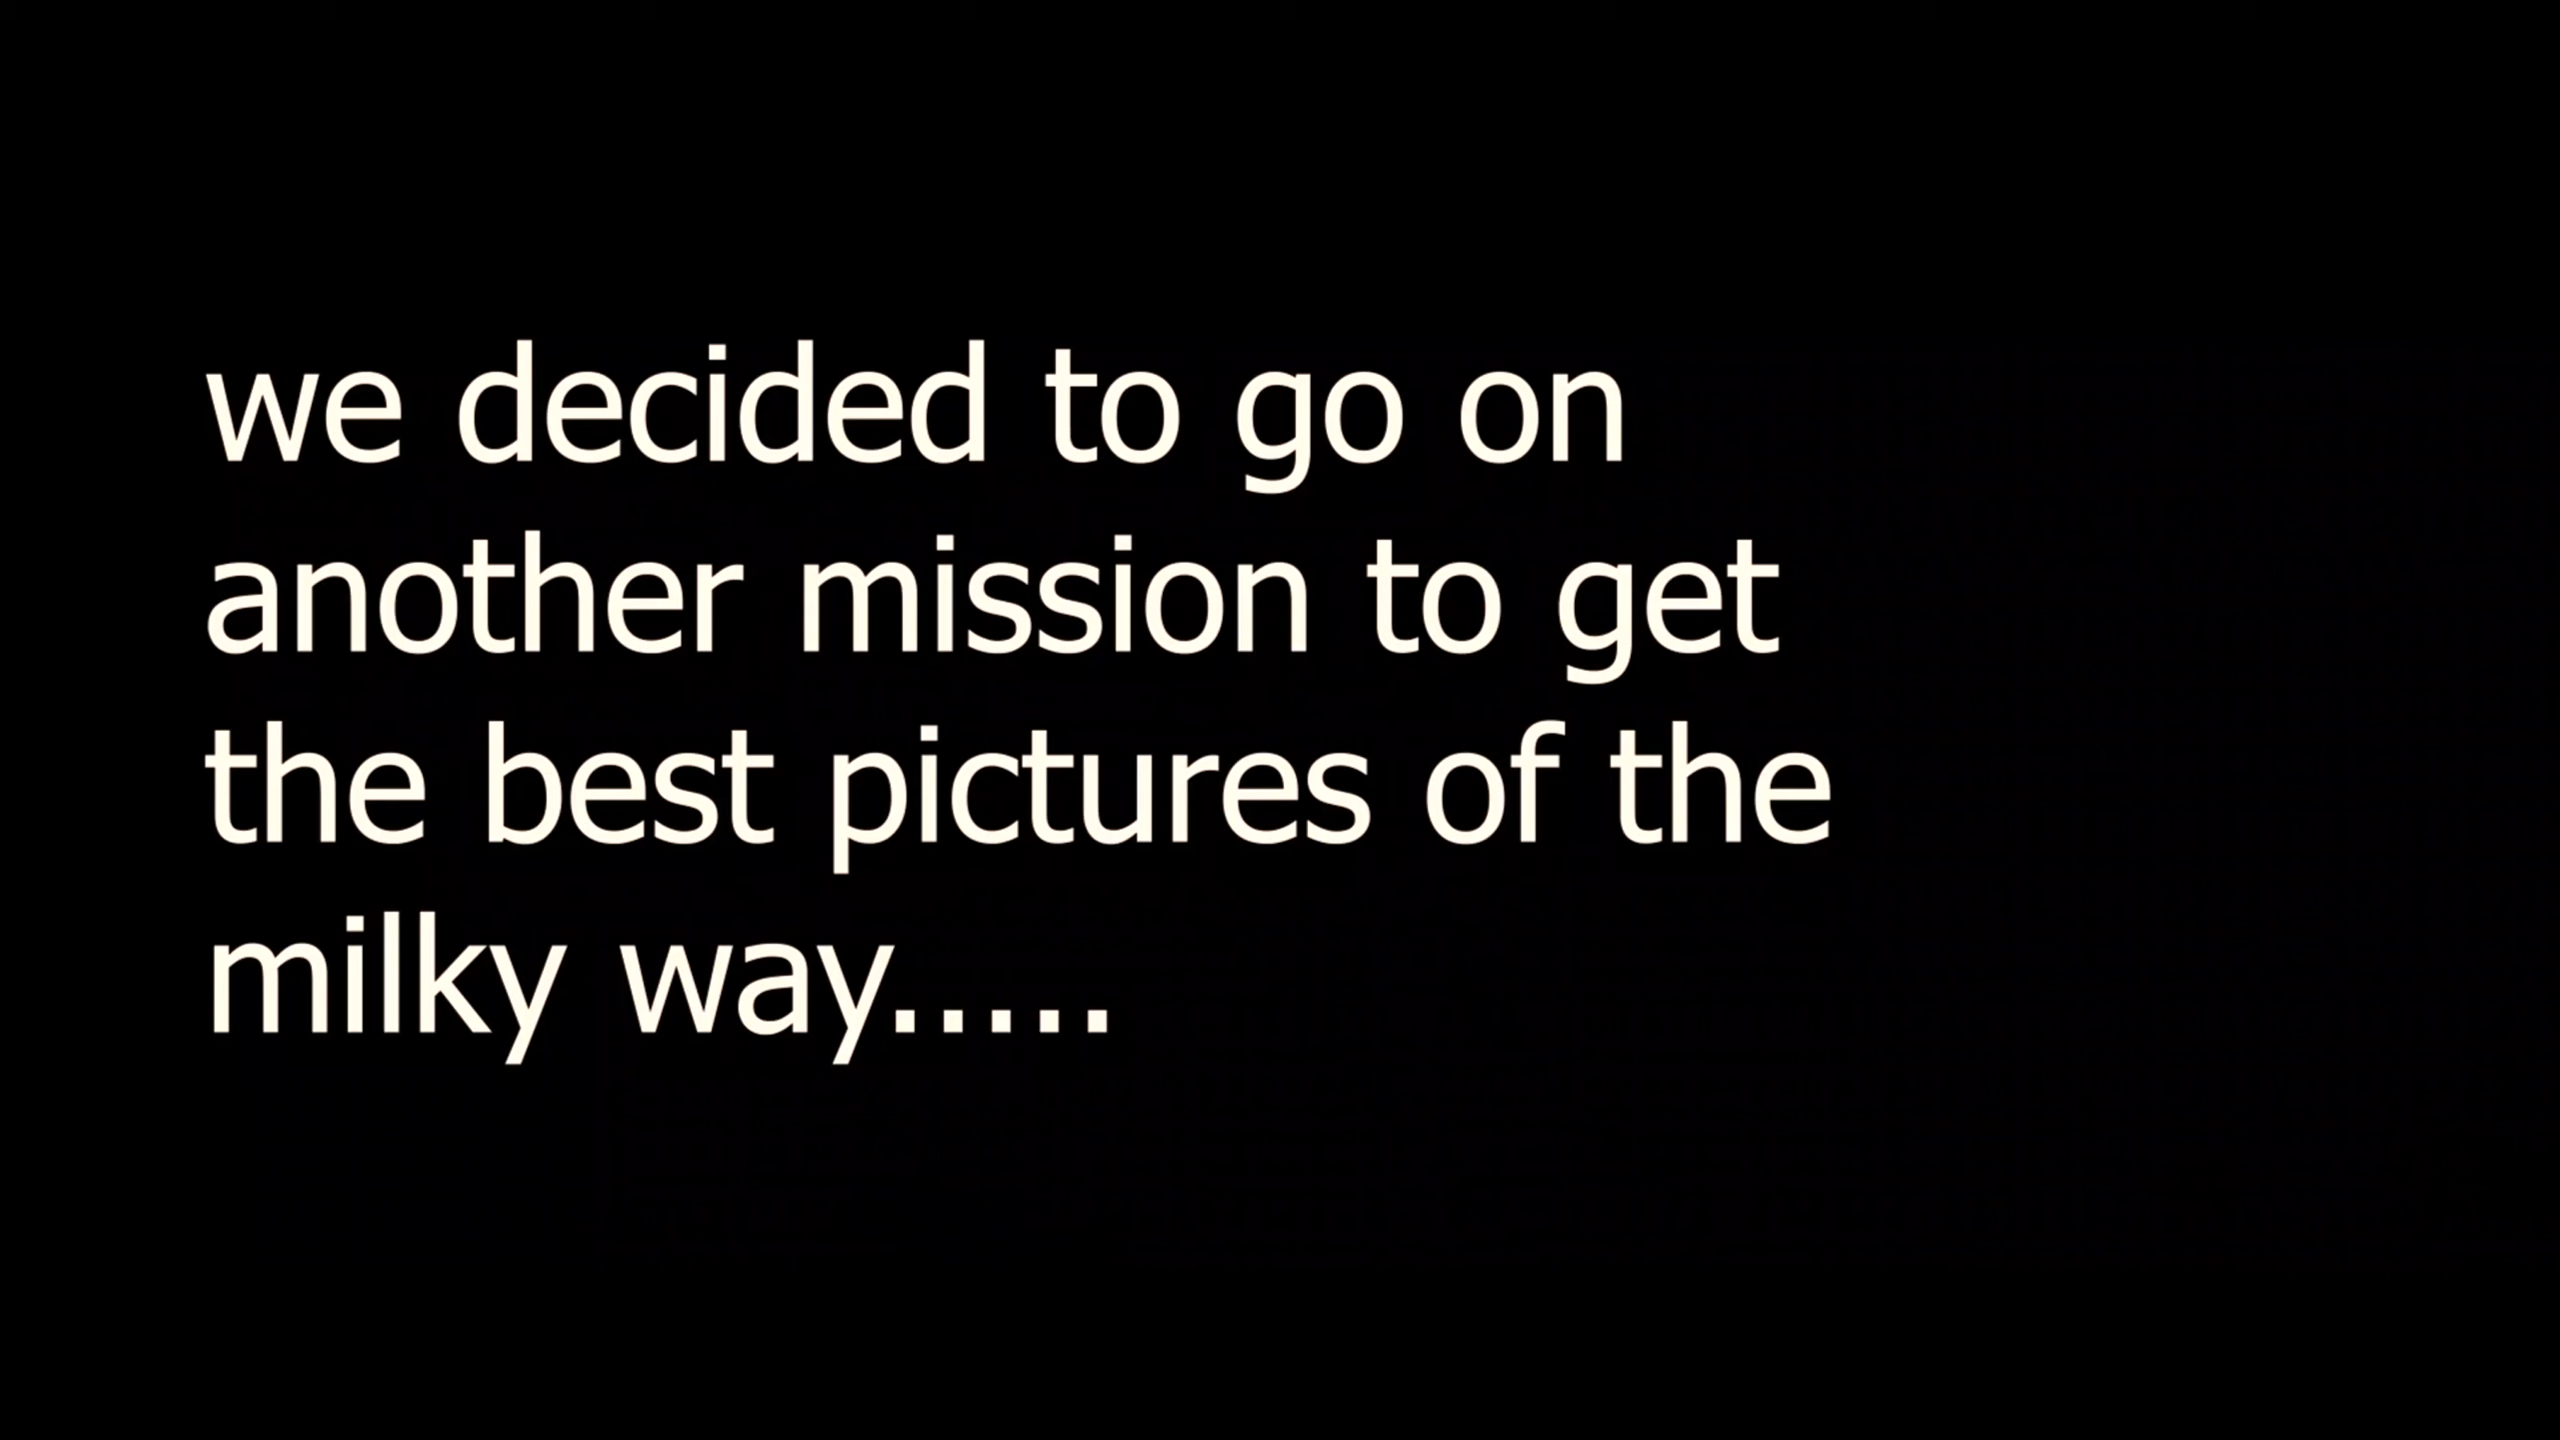 we decided to go on
another mission to get
the best pictures of the
milky way.....